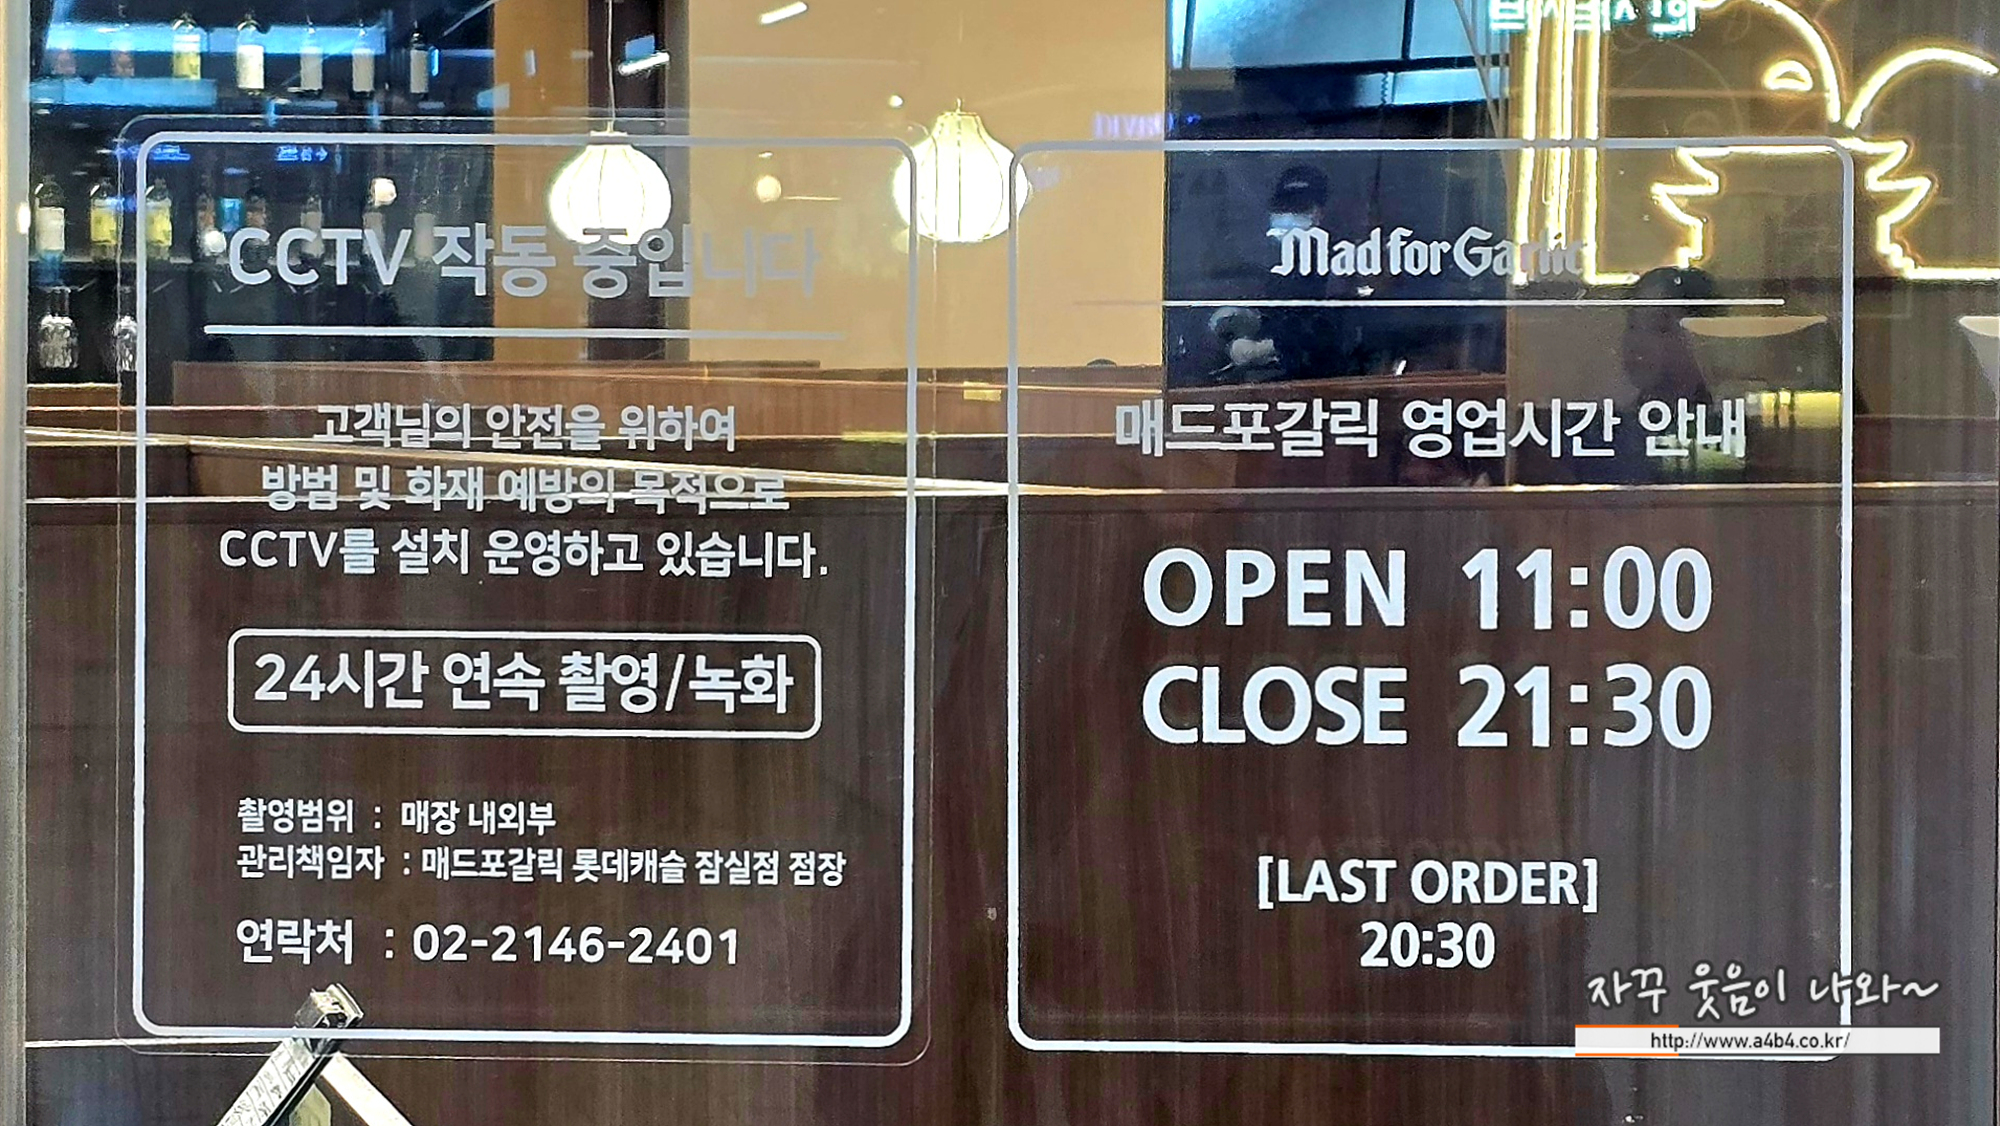 CCTV 작동 중입니다
고객님의 안전을 위하여
방범 및 화재 예방의 목적으로
CCTV를 설치 운영하고 있습니다.
24시간 연속 촬영/녹화
촬영범위 : 매장 내외부
관리책임자 : 매드포갈릭 롯데캐슬 잠실점 점장
연락처 : 02-2146-2401
Mad for Garlic
매드포갈릭 영업시간 안내
OPEN 11:00
CLOSE 21:30
[LAST ORDER]
20:30
자꾸 웃음이 나와~
http://www.a4b4.co.kr/